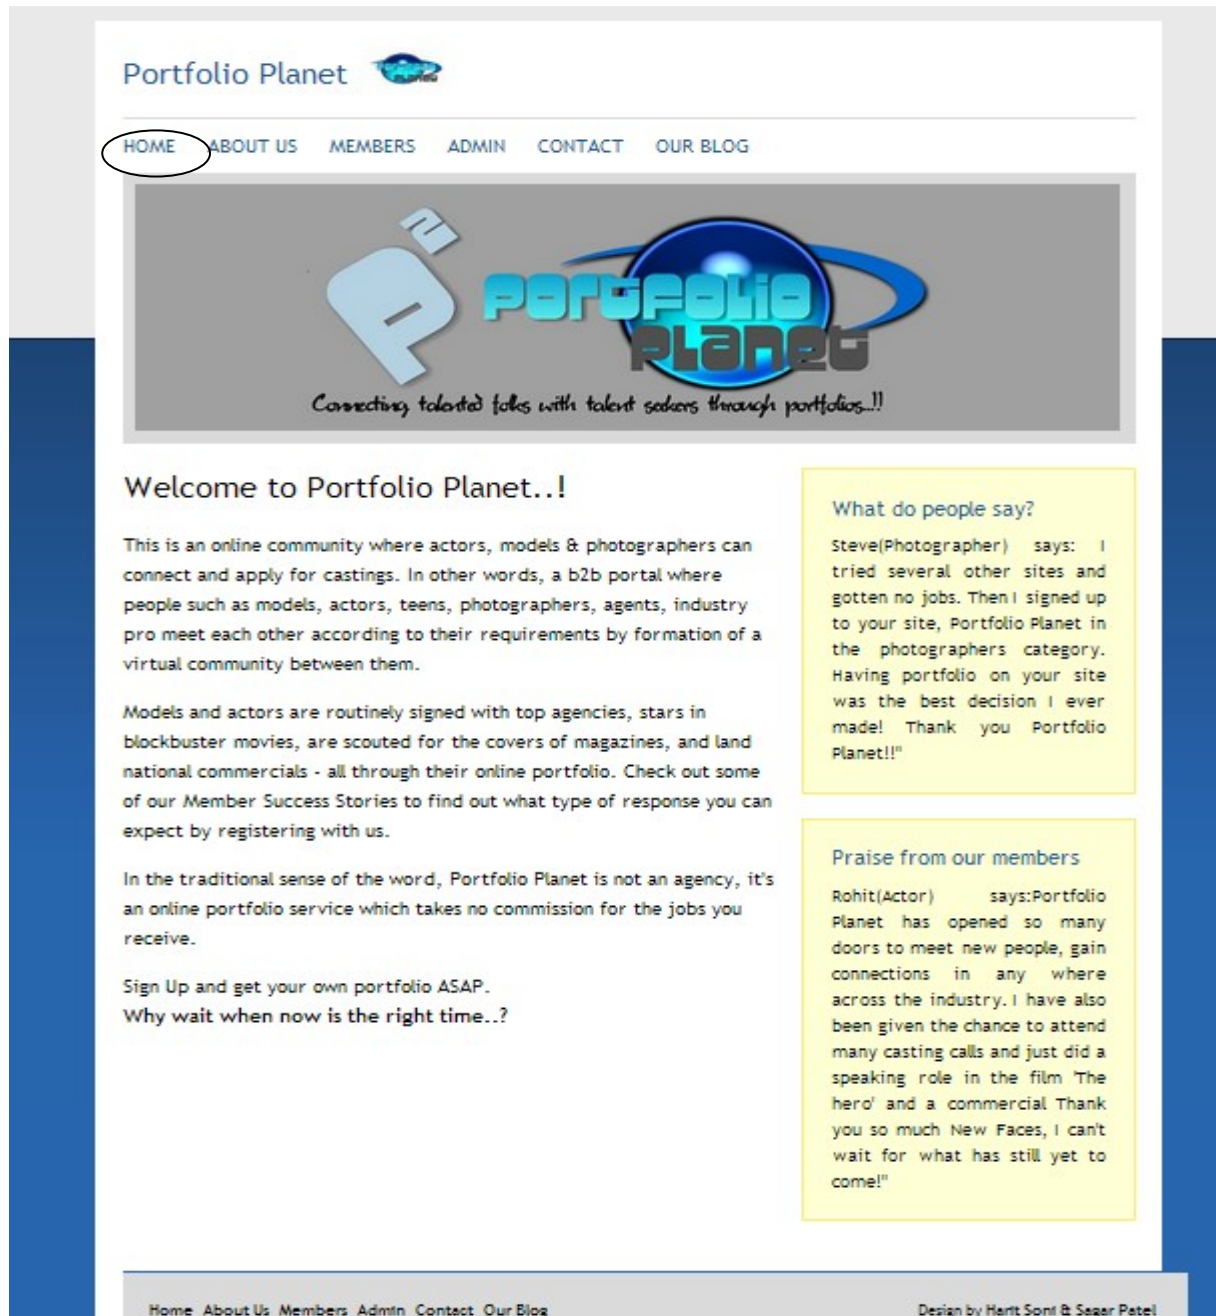 Portfolio Planet
HOME ABOUT US MEMBERS ADMIN CONTACT OUR BLOG
P2
PORTFOLIO
PLANET
Connecting talented folks with talent seekers through portfolios..!!
Welcome to Portfolio Planet..!
This is an online community where actors, models & photographers can
connect and apply for castings. In other words, a b2b portal where
people such as models, actors, teens, photographers, agents, industry
pro meet each other according to their requirements by formation of a
virtual community between them.
Models and actors are routinely signed with top agencies, stars in
blockbuster movies, are scouted for the covers of magazines, and land
national commercials - all through their online portfolio. Check out some
of our Member Success Stories to find out what type of response you can
expect by registering with us.
In the traditional sense of the word, Portfolio Planet is not an agency, it's
an online portfolio service which takes no commission for the jobs you
receive.
Sign Up and get your own portfolio ASAP.
Why wait when now is the right time..?
What do people say?
Steve(Photographer) says: I
tried several other sites and
gotten no jobs. Then I signed up
to your site, Portfolio Planet in
the photographers category.
Having portfolio on your site
was the best decision I ever
made! Thank you Portfolio
Planet!!"
Praise from our members
Rohit(Actor) says:Portfolio
Planet has opened so many
doors to meet new people, gain
connections in any where
across the industry. I have also
been given the chance to attend
many casting calls and just did a
speaking role in the film 'The
hero' and a commercial Thank
you so much New Faces, I can't
wait for what has still yet to
come!"
Home About Us Members Admin Contact Our Blog
Design by Harit Soni & Sagar Patel